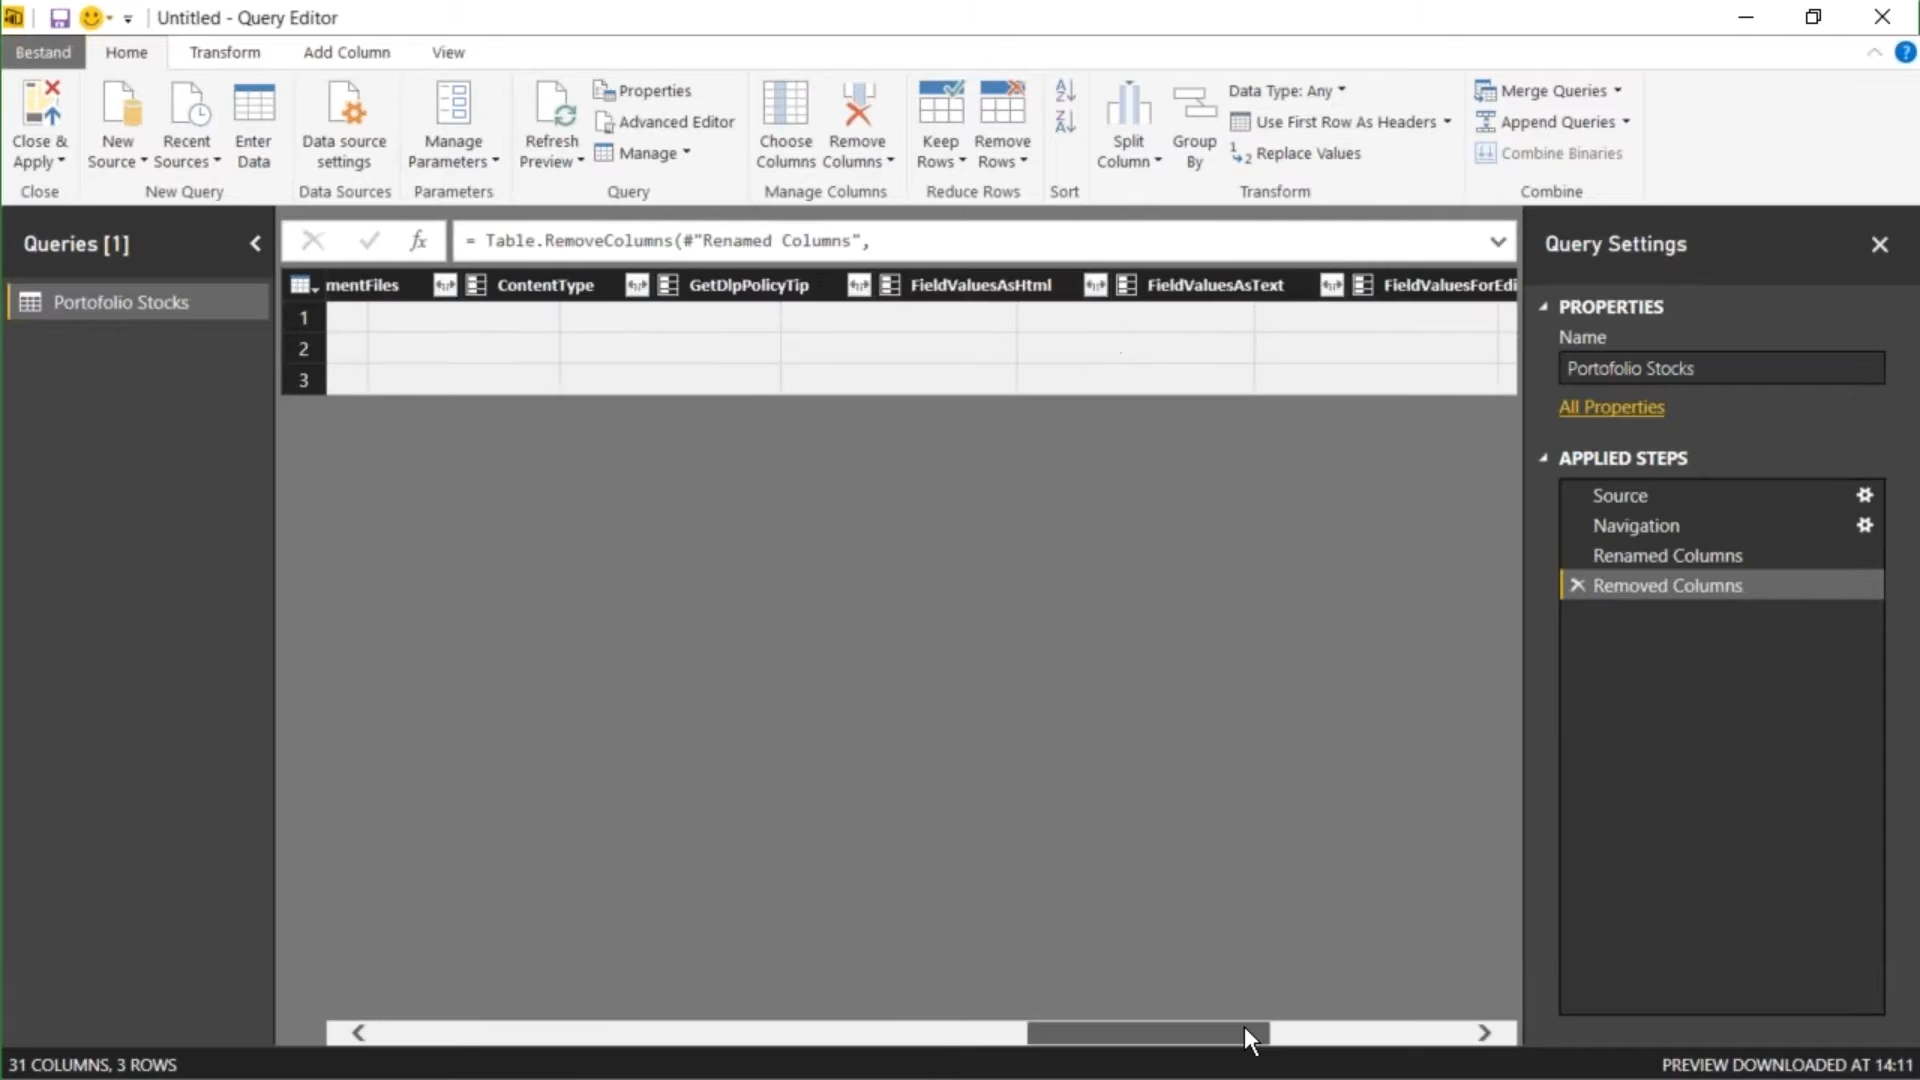 Untitled - Query Editor
Bestand Home Transform Add Column View
Close & Apply
Close
New Source
Recent Sources
Enter Data
New Query
Data source settings
Data Sources
Manage Parameters
Parameters
Refresh Preview
Properties
Advanced Editor
Manage
Query
Choose Columns
Remove Columns
Manage Columns
Keep Rows
Remove Rows
Reduce Rows
Sort
Split Column
Group By
Data Type: Any
Use First Row As Headers
Replace Values
Transform
Merge Queries
Append Queries
Combine Binaries
Combine
Queries [1]
Portofolio Stocks
fx = Table.RemoveColumns(#"Renamed Columns",
mentFiles ContentType GetDlpPolicyTip FieldValuesAsHtml FieldValuesAsText FieldValuesForEdi
1
2
3
Query Settings
PROPERTIES
Name
Portofolio Stocks
All Properties
APPLIED STEPS
Source
Navigation
Renamed Columns
Removed Columns
31 COLUMNS, 3 ROWS
PREVIEW DOWNLOADED AT 14:11